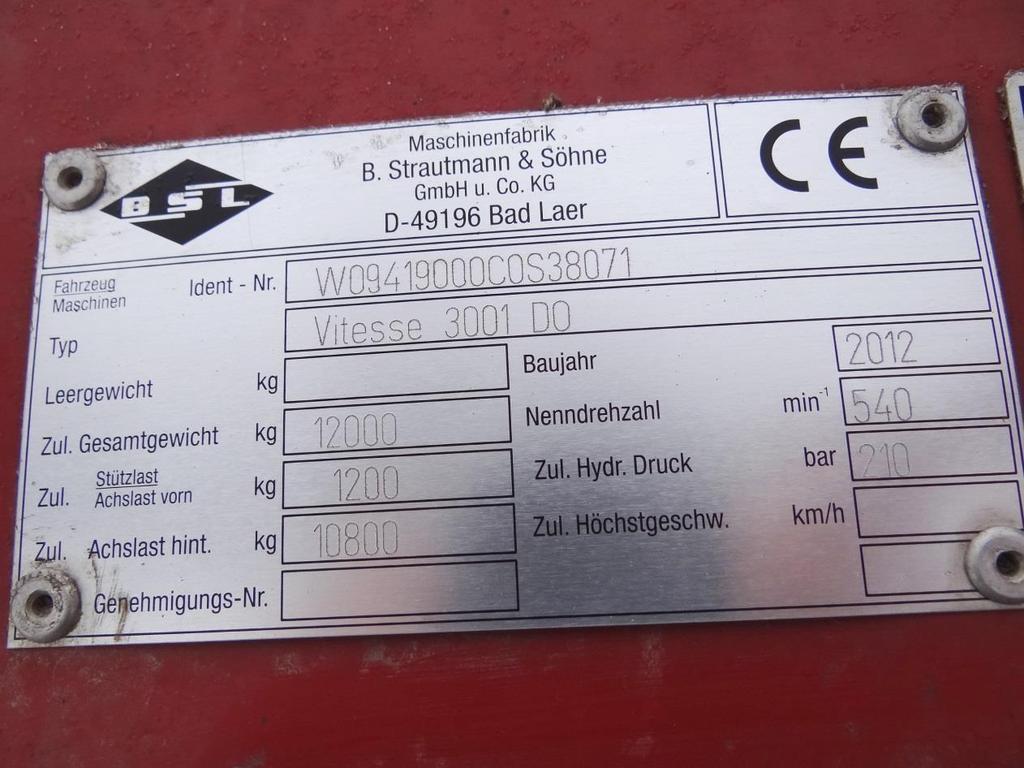 BSL
Maschinenfabrik
B. Strautmann & Söhne
GmbH u. Co. KG
D-49196 Bad Laer
CE
Fahrzeug
Maschinen
Ident - Nr. W09419000C0S38071
Typ Vitesse 3001 DO
Leergewicht kg
Baujahr 2012
Zul. Gesamtgewicht kg 12000
Nenndrehzahl min⁻¹ 540
Zul. Stützlast
Achslast vorn kg 1200
Zul. Hydr. Druck bar 210
Zul. Achslast hint. kg 10800
Zul. Höchstgeschw. km/h
Genehmigungs-Nr.